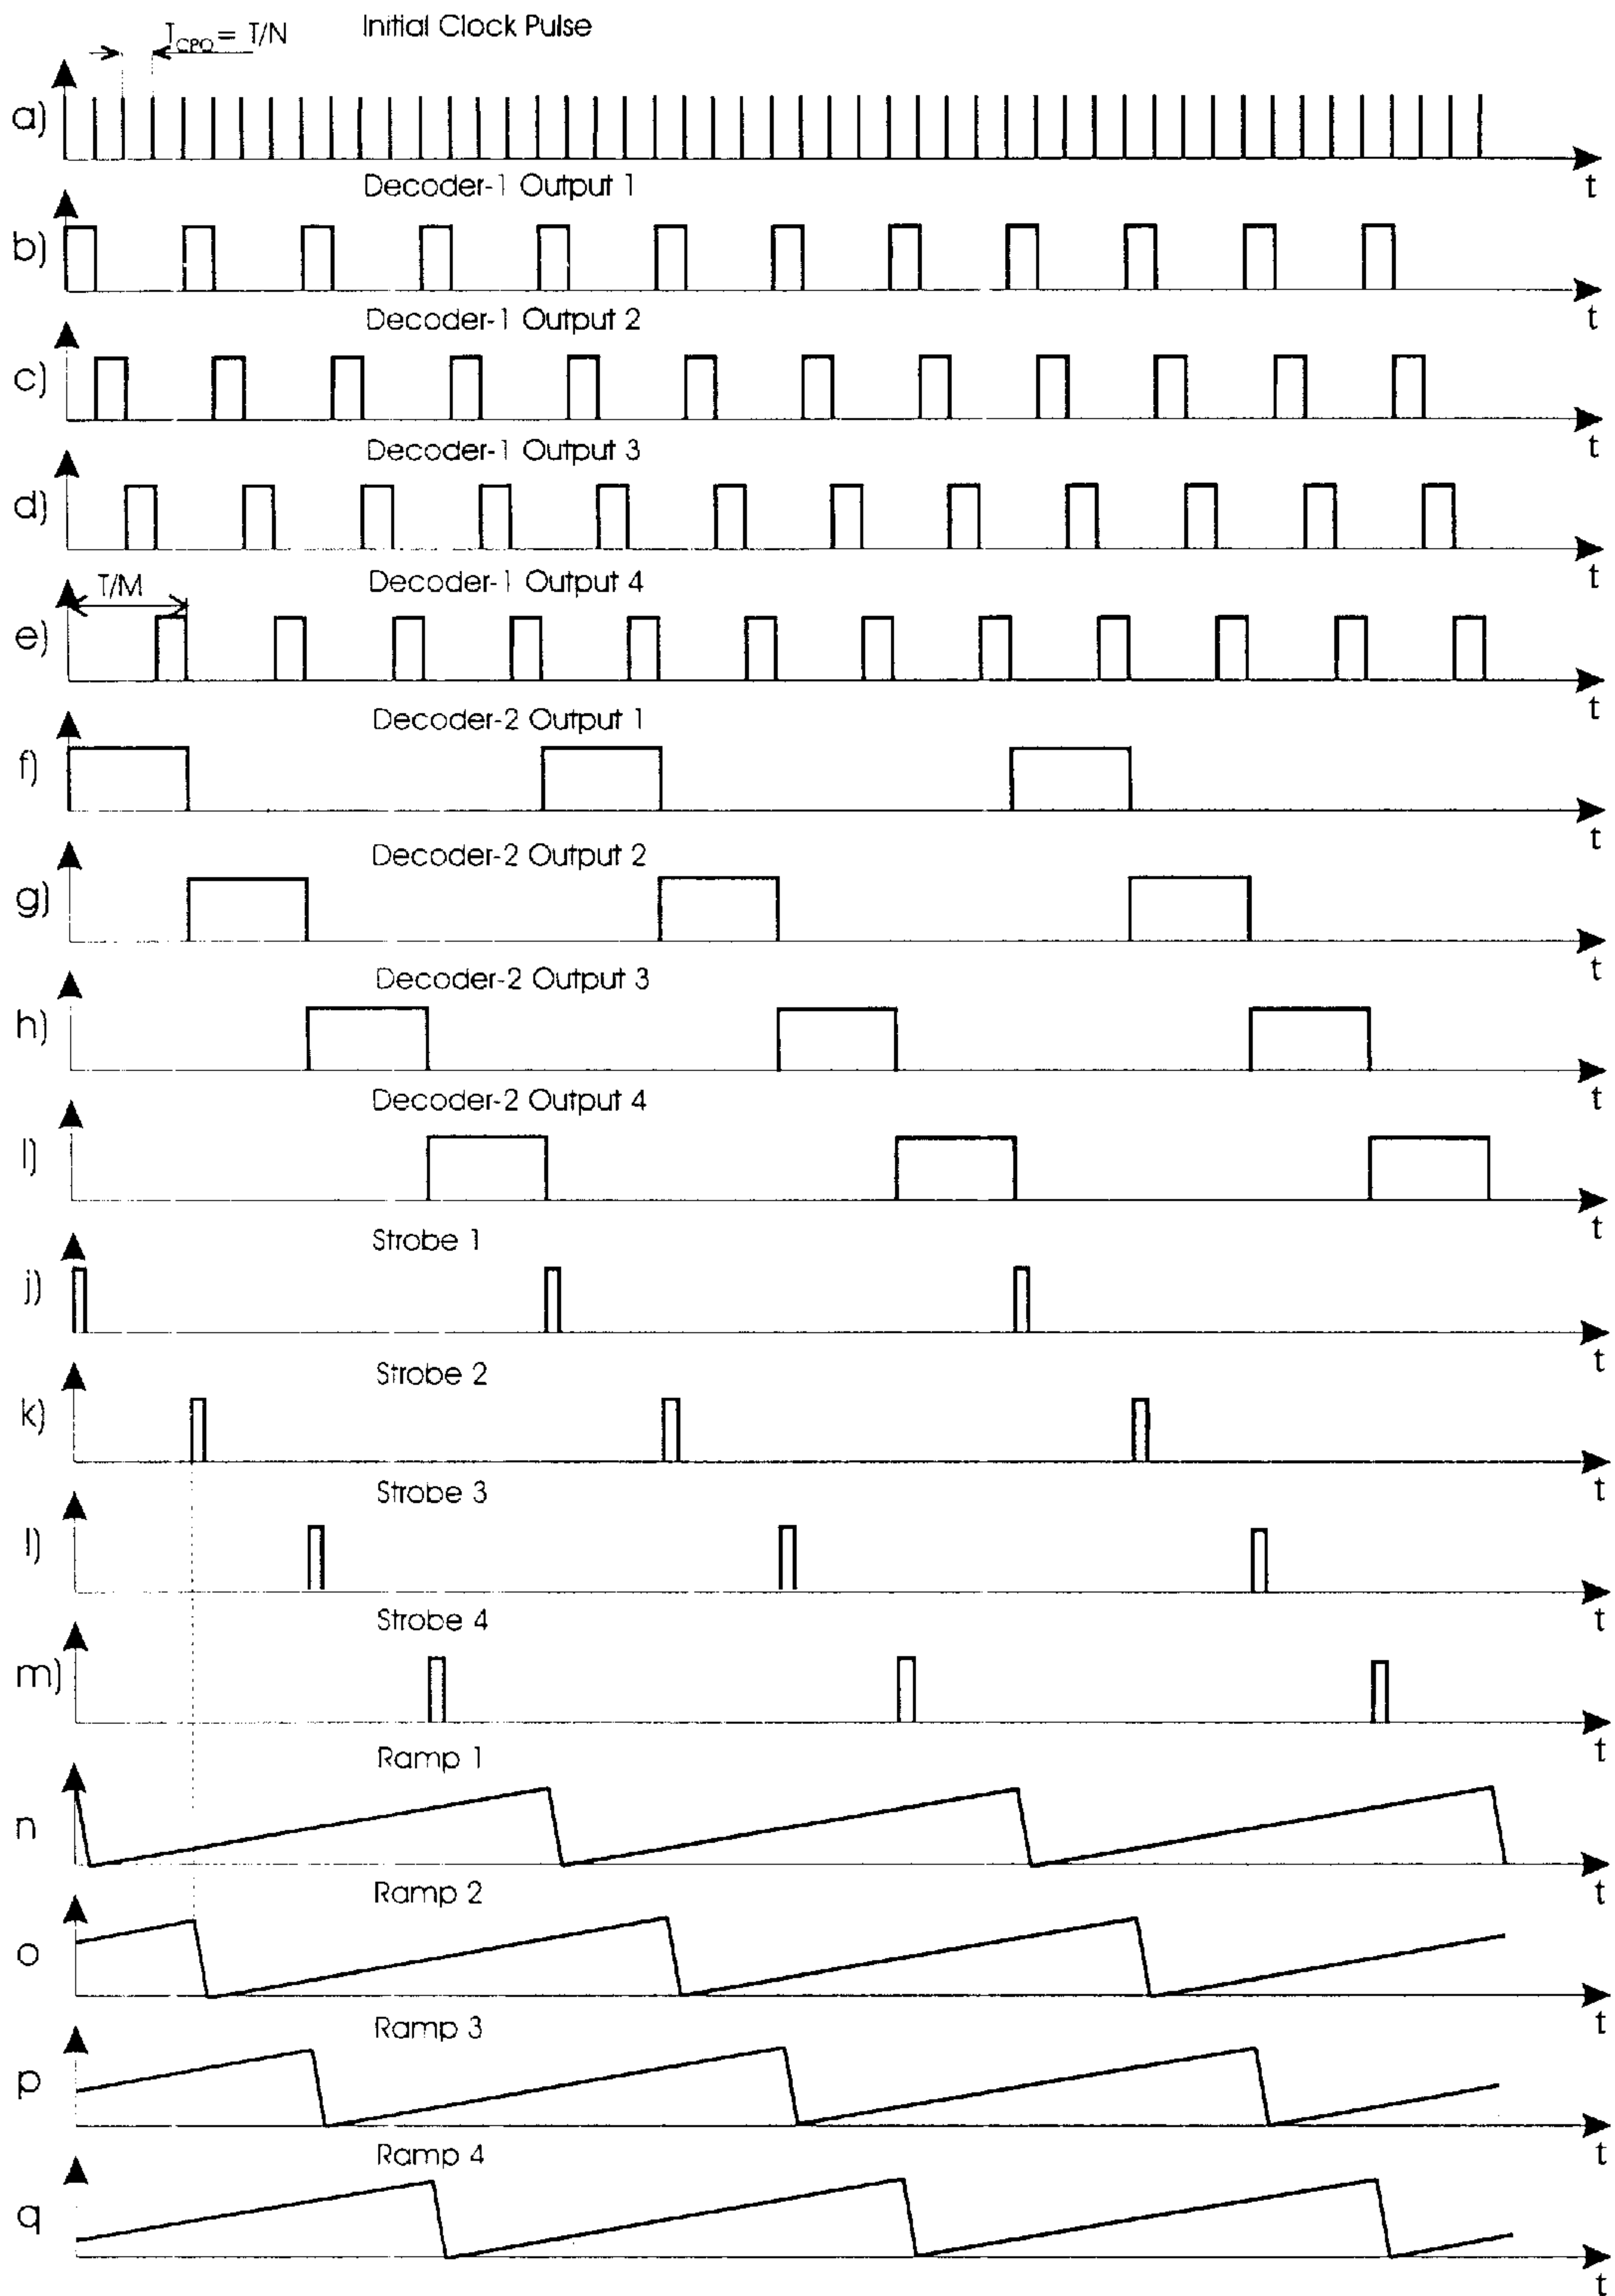 T_CPO = T/N Initial Clock Pulse
a)
t
Decoder-1 Output 1
b)
t
Decoder-1 Output 2
c)
t
Decoder-1 Output 3
d)
t
T/M Decoder-1 Output 4
e)
t
Decoder-2 Output 1
f)
t
Decoder-2 Output 2
g)
t
Decoder-2 Output 3
h)
t
Decoder-2 Output 4
I)
t
Strobe 1
j)
t
Strobe 2
k)
t
Strobe 3
l)
t
Strobe 4
m)
t
Ramp 1
n
t
Ramp 2
o
t
Ramp 3
p
t
Ramp 4
q
t